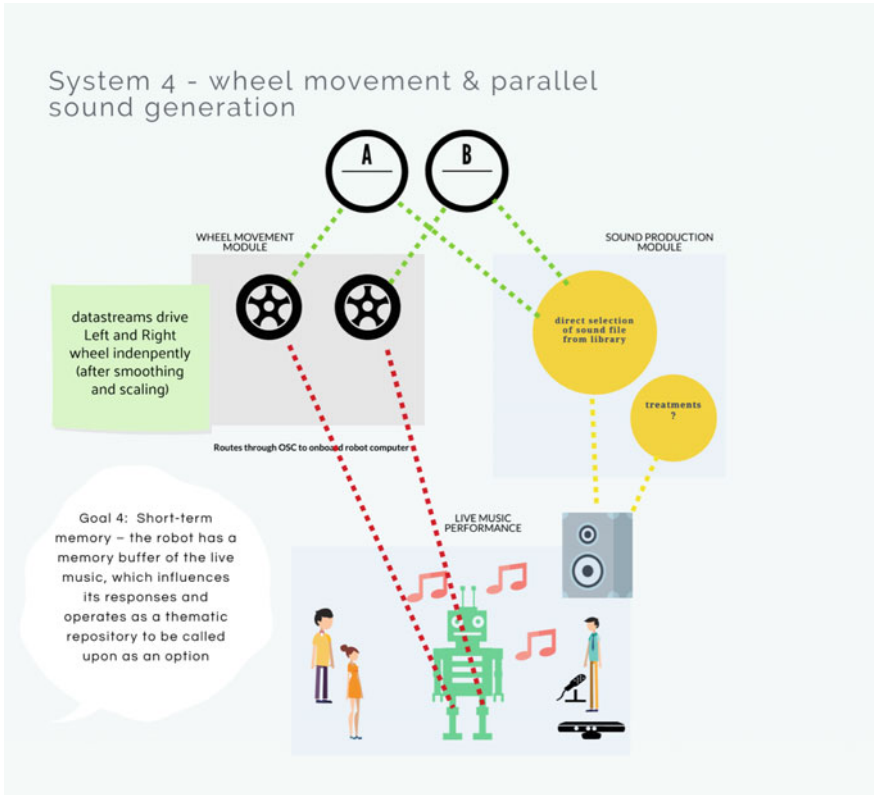 System 4 - wheel movement & parallel
sound generation
A
B
WHEEL MOVEMENT
MODULE
SOUND PRODUCTION
MODULE
datastreams drive
Left and Right
wheel indenpently
(after smoothing
and scaling)
direct selection
of sound file
from library
treatments
?
Routes through OSC to onboard robot computer
Goal 4: Short-term
memory – the robot has a
memory buffer of the live
music, which influences
its responses and
operates as a thematic
repository to be called
upon as an option
LIVE MUSIC
PERFORMANCE